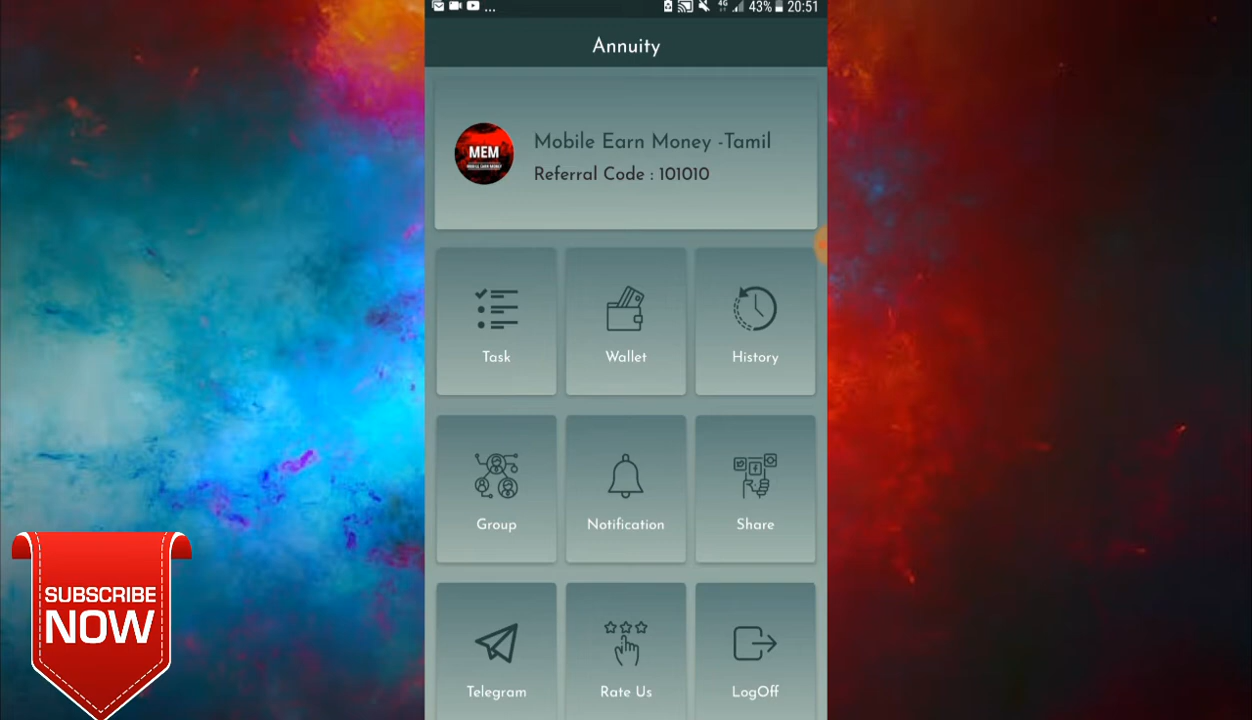 ... 4G 43% 20:51
Annuity
MEM
Mobile Earn Money -Tamil
Referral Code : 101010
Task Wallet History
Group Notification Share
SUBSCRIBE
NOW
Telegram Rate Us LogOff